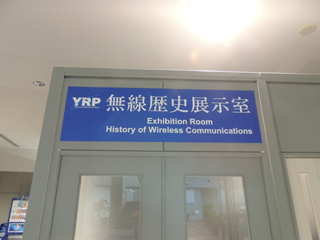 YRP 無線歴史展示室
Exhibition Room
History of Wireless Communications